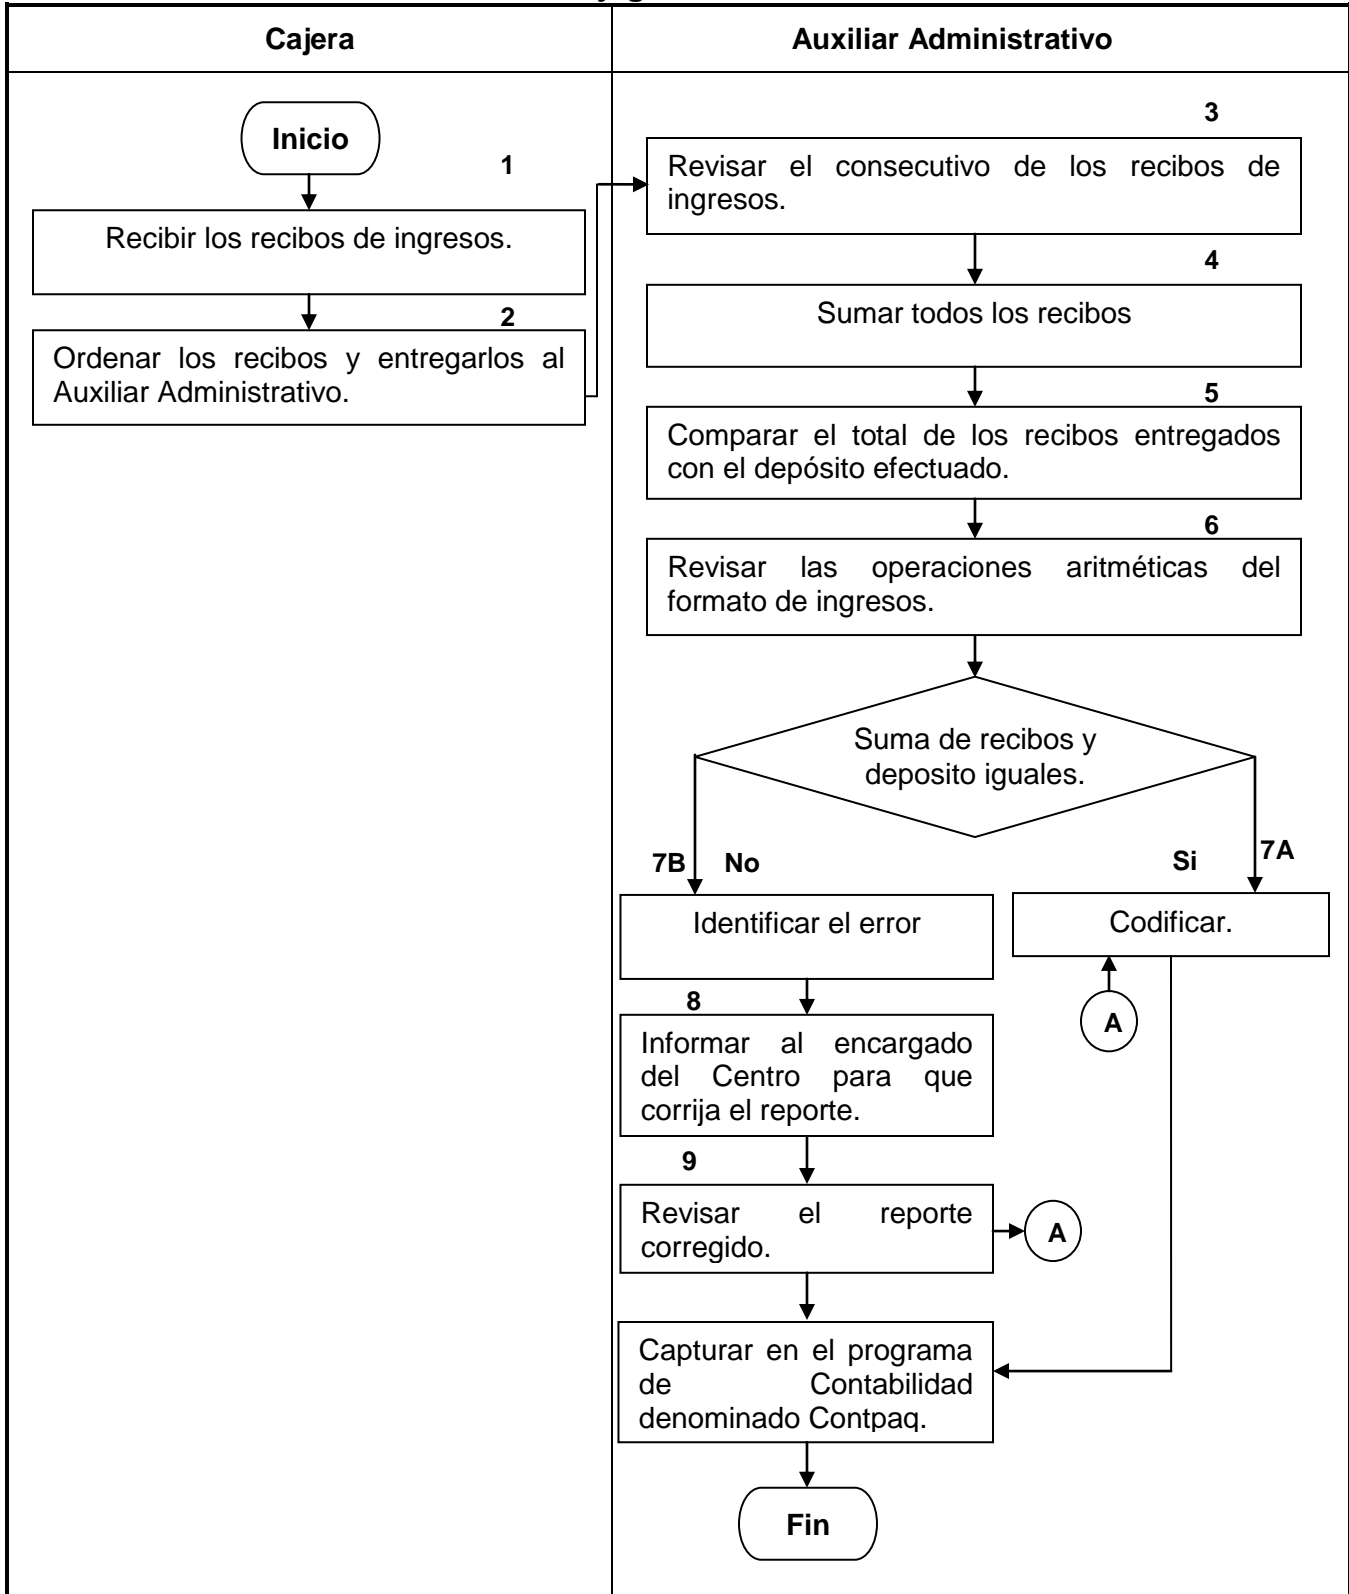 Cajera
Auxiliar Administrativo
Inicio
1
Recibir los recibos de ingresos.
2
Ordenar los recibos y entregarlos al
Auxiliar Administrativo.
3
Revisar el consecutivo de los recibos de
ingresos.
4
Sumar todos los recibos
5
Comparar el total de los recibos entregados
con el depósito efectuado.
6
Revisar las operaciones aritméticas del
formato de ingresos.
Suma de recibos y
deposito iguales.
7B No
Si 7A
Identificar el error
Codificar.
A
8
Informar al encargado
del Centro para que
corrija el reporte.
9
Revisar el reporte
corregido.
A
Capturar en el programa
de Contabilidad
denominado Contpaq.
Fin